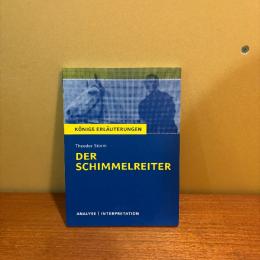 KÖNIGS ERLÄUTERUNGEN
Theodor Storm
DER
SCHIMMELREITER
ANALYSE | INTERPRETATION